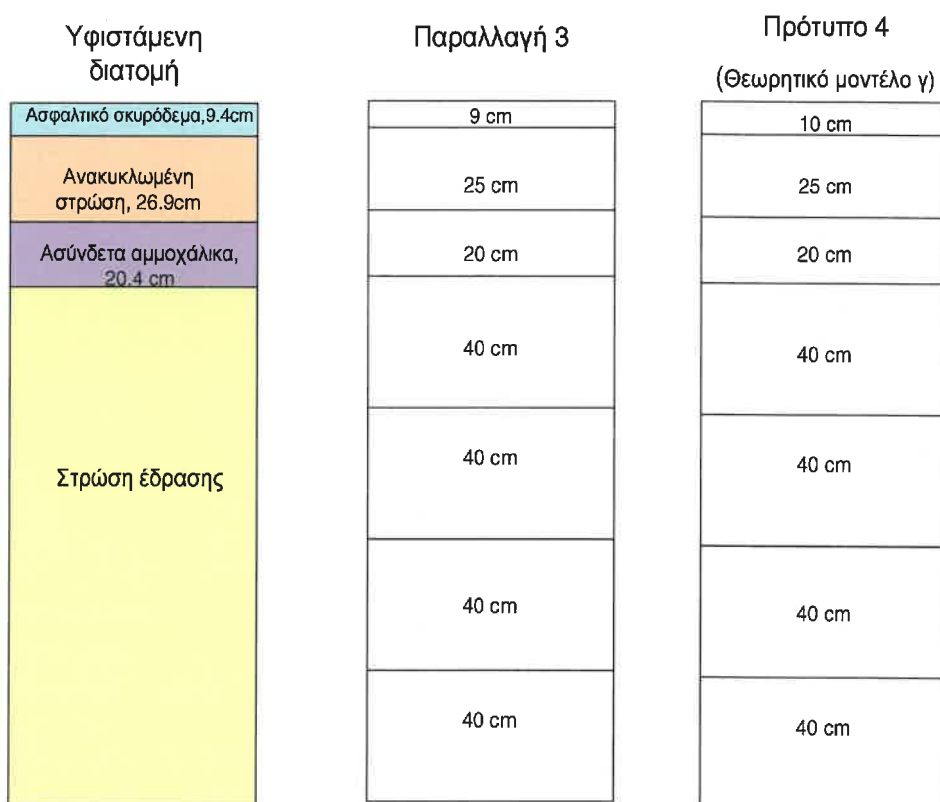 Υφιστάμενη
διατομή
Ασφαλτικό σκυρόδεμα,9.4cm
Ανακυκλωμένη
στρώση, 26.9cm
Ασύνδετα αμμοχάλικα,
20.4 cm
Στρώση έδρασης
Παραλλαγή 3
9 cm
25 cm
20 cm
40 cm
40 cm
40 cm
40 cm
Πρότυπο 4
(Θεωρητικό μοντέλο γ)
10 cm
25 cm
20 cm
40 cm
40 cm
40 cm
40 cm